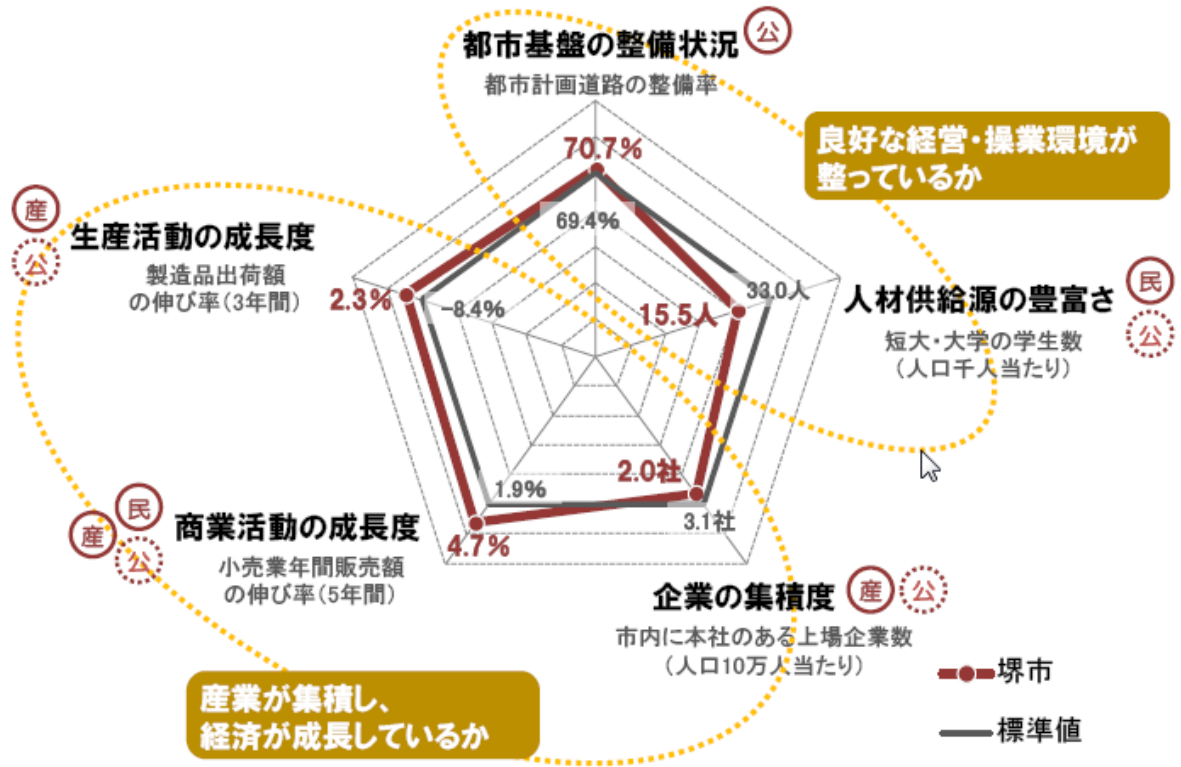 都市基盤の整備状況
公
都市計画道路の整備率
良好な経営・操業環境が
整っているか
70.7%
69.4%
産
公
生産活動の成長度
製造品出荷額
の伸び率（3年間）
2.3%
-8.4%
15.5人
33.0人
人材供給源の豊富さ
民
公
短大・大学の学生数
（人口千人当たり）
民
産
公
商業活動の成長度
小売業年間販売額
の伸び率（5年間）
1.9%
4.7%
2.0社
3.1社
企業の集積度
産
公
市内に本社のある上場企業数
（人口10万人当たり）
産業が集積し、
経済が成長しているか
堺市
標準値